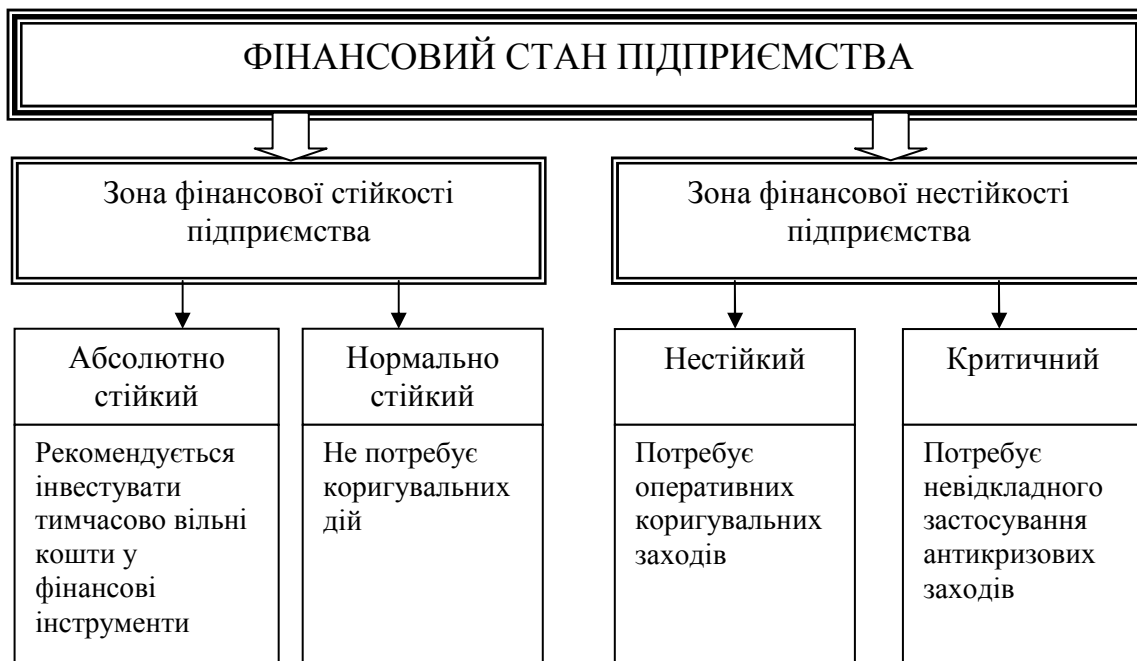 ФІНАНСОВИЙ СТАН ПІДПРИЄМСТВА
Зона фінансової стійкості
підприємства
Зона фінансової нестійкості
підприємства
Абсолютно
стійкий
Рекомендується
інвестувати
тимчасово вільні
кошти у
фінансові
інструменти
Нормально
стійкий
Не потребує
коригувальних
дій
Нестійкий
Потребує
оперативних
коригувальних
заходів
Критичний
Потребує
невідкладного
застосування
антикризових
заходів